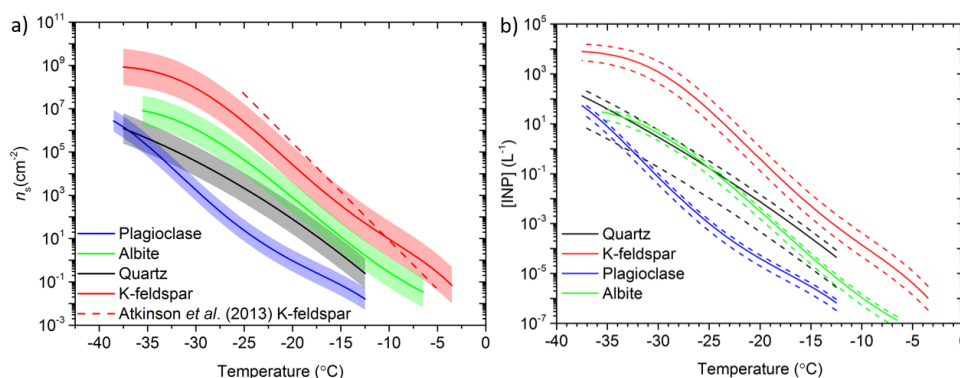 a)
10^11
10^9
10^7
10^5
10^3
10^1
10^-1
10^-3
n_s(cm^-2)
Plagioclase
Albite
Quartz
K-feldspar
Atkinson et al. (2013) K-feldspar
-40 -35 -30 -25 -20 -15 -10 -5 0
Temperature (°C)
b)
10^5
10^3
10^1
10^-1
10^-3
10^-5
10^-7
[INP] (L^-1)
Quartz
K-feldspar
Plagioclase
Albite
-40 -35 -30 -25 -20 -15 -10 -5 0
Temperature (°C)